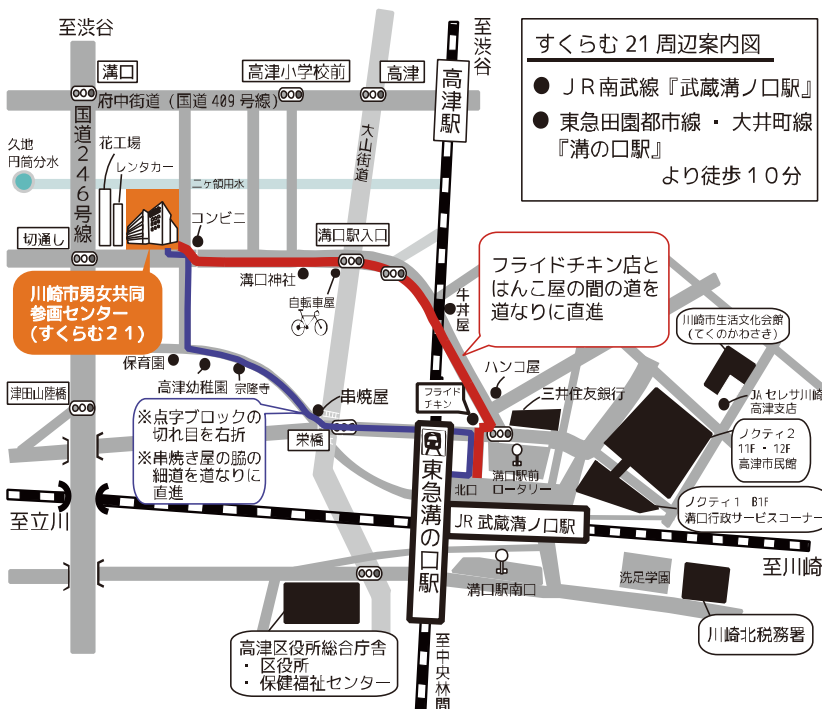 至渋谷
至渋谷
すくらむ21周辺案内図
● JR南武線『武蔵溝ノ口駅』
● 東急田園都市線・大井町線
『溝の口駅』
より徒歩10分
溝口
高津小学校前
高津
高津駅
府中街道(国道409号線)
国道246号線
大山街道
久地
円筒分水
花工場
レンタカー
二ヶ領用水
コンビニ
切通し
溝口駅入口
溝口神社
自転車屋
フライドチキン店と
はんこ屋の間の道を
道なりに直進
牛丼屋
川崎市男女共同
参画センター
(すくらむ21)
川崎市生活文化会館
(てくのかわさき)
保育園
高津幼稚園
宗隆寺
ハンコ屋
津田山陸橋
串焼屋
フライド
チキン
三井住友銀行
JAセレサ川崎
高津支店
※点字ブロックの
切れ目を右折
※串焼き屋の脇の
細道を道なりに
直進
栄橋
ノクティ2
11F・12F
高津市民館
溝口駅前
ロータリー
北口
東急溝の口駅
ノクティ1 B1F
溝口行政サービスコーナー
至立川
JR武蔵溝ノ口駅
至川崎
溝口駅南口
洗足学園
川崎北税務署
高津区役所総合庁舎
・区役所
・保健福祉センター
至中央林間